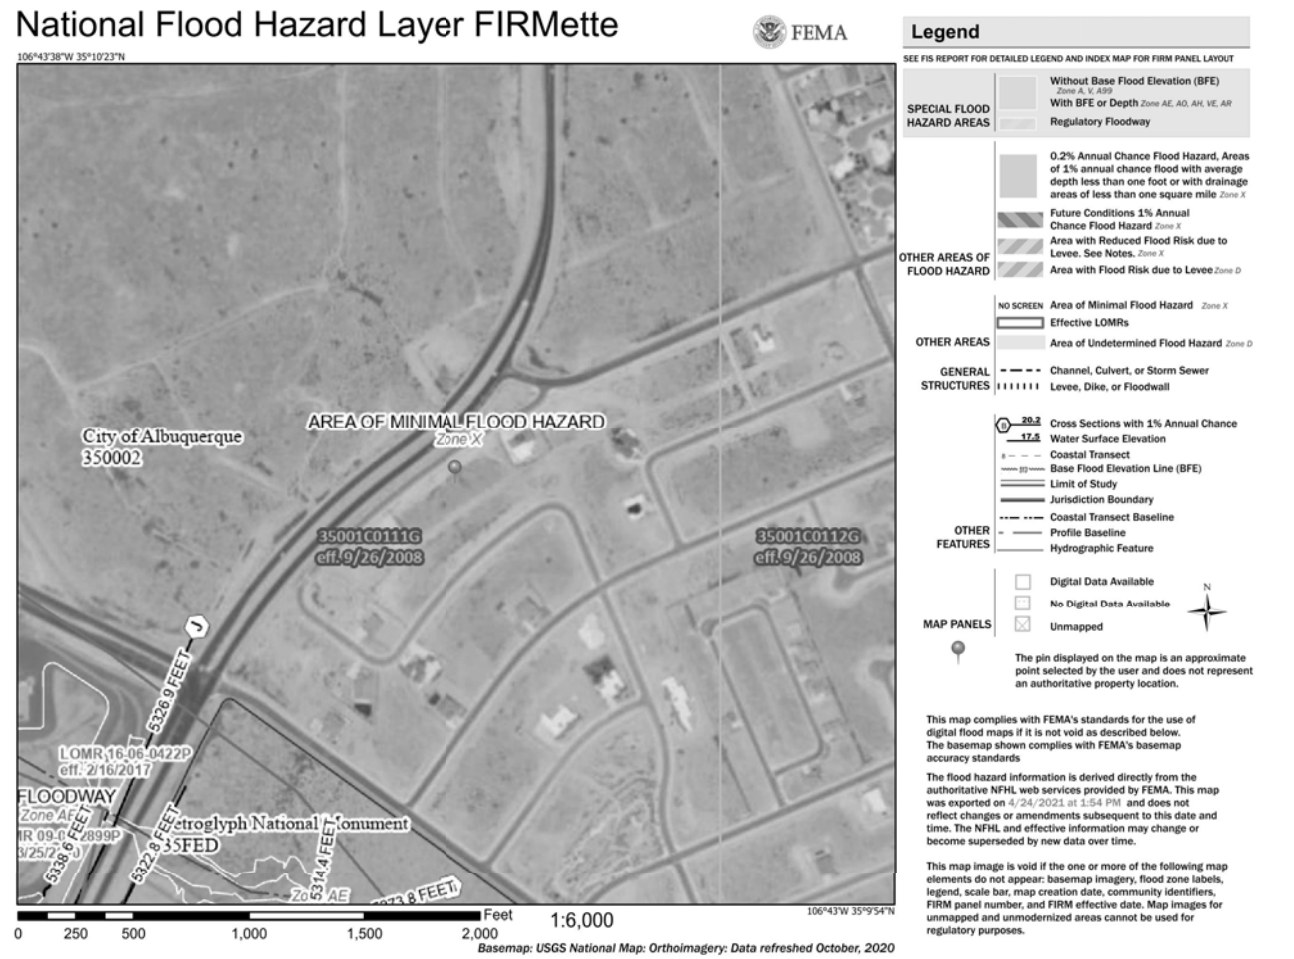 National Flood Hazard Layer FIRMette
FEMA
Legend
SEE FIS REPORT FOR DETAILED LEGEND AND INDEX MAP FOR FIRM PANEL LAYOUT
106°43'38"W 35°10'23"N
SPECIAL FLOOD
HAZARD AREAS
Without Base Flood Elevation (BFE)
Zone A, V, A99
With BFE or Depth Zone AE, AO, AH, VE, AR
Regulatory Floodway
0.2% Annual Chance Flood Hazard, Areas
of 1% annual chance flood with average
depth less than one foot or with drainage
areas of less than one square mile Zone X
Future Conditions 1% Annual
Chance Flood Hazard Zone X
Area with Reduced Flood Risk due to
Levee. See Notes. Zone X
Area with Flood Risk due to Levee Zone D
OTHER AREAS OF
FLOOD HAZARD
NO SCREEN Area of Minimal Flood Hazard Zone X
Effective LOMRs
Area of Undetermined Flood Hazard Zone D
OTHER AREAS
GENERAL
STRUCTURES
Channel, Culvert, or Storm Sewer
Levee, Dike, or Floodwall
B 20.2 Cross Sections with 1% Annual Chance
17.5 Water Surface Elevation
8 Coastal Transect
513 Base Flood Elevation Line (BFE)
Limit of Study
Jurisdiction Boundary
Coastal Transect Baseline
Profile Baseline
Hydrographic Feature
OTHER
FEATURES
Digital Data Available
No Digital Data Available
Unmapped
MAP PANELS
N
The pin displayed on the map is an approximate
point selected by the user and does not represent
an authoritative property location.
This map complies with FEMA's standards for the use of
digital flood maps if it is not void as described below.
The basemap shown complies with FEMA's basemap
accuracy standards
The flood hazard information is derived directly from the
authoritative NFHL web services provided by FEMA. This map
was exported on 4/24/2021 at 1:54 PM and does not
reflect changes or amendments subsequent to this date and
time. The NFHL and effective information may change or
become superseded by new data over time.
This map image is void if the one or more of the following map
elements do not appear: basemap imagery, flood zone labels,
legend, scale bar, map creation date, community identifiers,
FIRM panel number, and FIRM effective date. Map images for
unmapped and unmodernized areas cannot be used for
regulatory purposes.
AREA OF MINIMAL FLOOD HAZARD
Zone X
City of Albuquerque
350002
35001C0111G
eff. 9/26/2008
35001C0112G
eff. 9/26/2008
J
5326.9 FEET
LOMR 16-06-0422P
eff. 2/16/2017
FLOODWAY
Zone AE
5338.6 FEET
5322.8 FEET
etroglyph National Monument
35FED
5314.4 FEET
AE
106°43'W 35°9'54"N
Feet
1:6,000
0 250 500 1,000 1,500 2,000
Basemap: USGS National Map: Orthoimagery: Data refreshed October, 2020